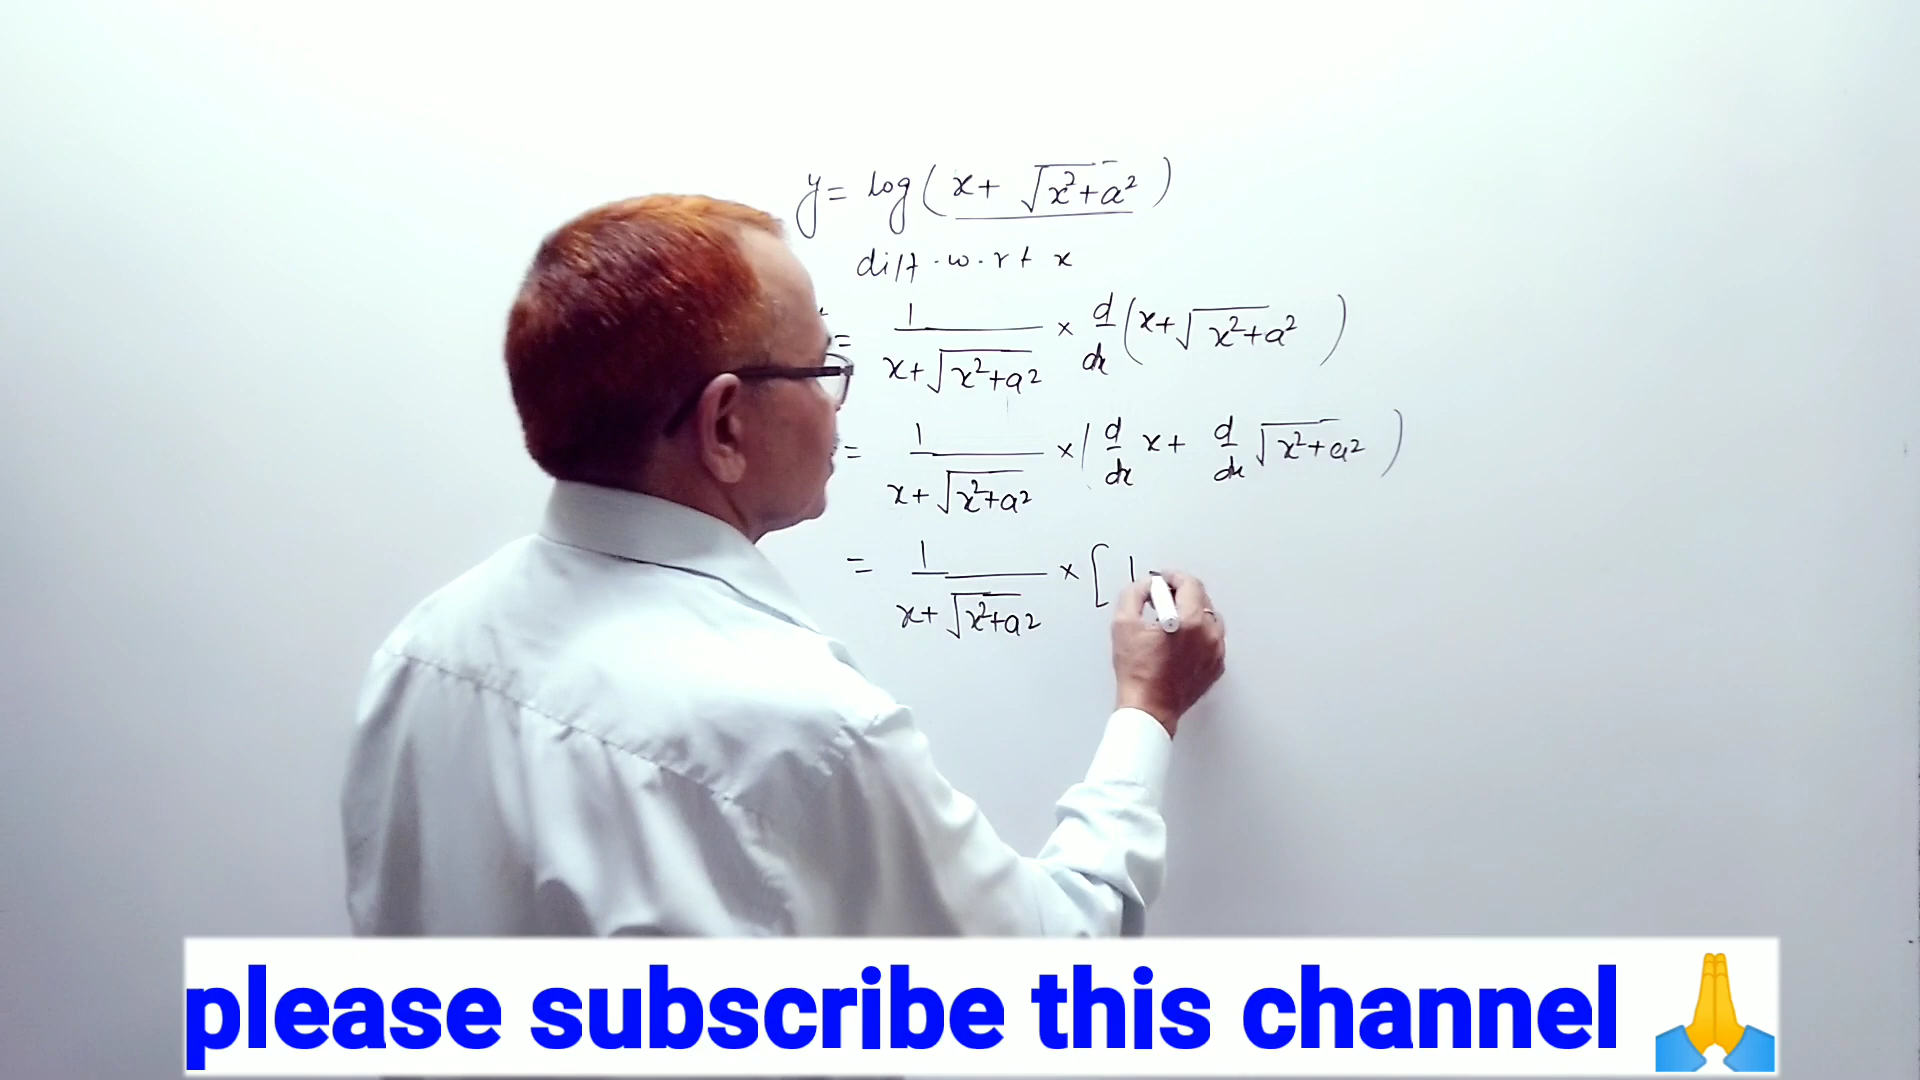 y = log( x + √x²+a² )
diff. w. r t x
= 1/(x+√x²+a²) × d/dx (x+√x²+a²)
= 1/(x+√x²+a²) × ( d/dx x + d/dx √x²+a² )
= 1/(x+√x²+a²) × [ 1
please subscribe this channel 🙏